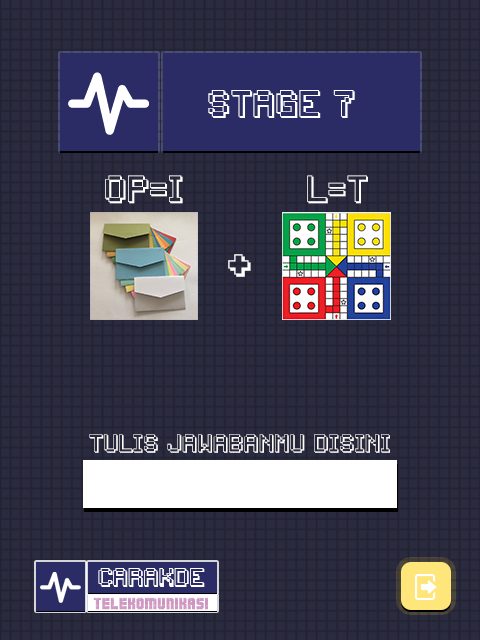 STAGE 7
OP=I
L=T
+
TULIS JAWABANMU DISINI
CARAKDE
TELEKOMUNIKASI